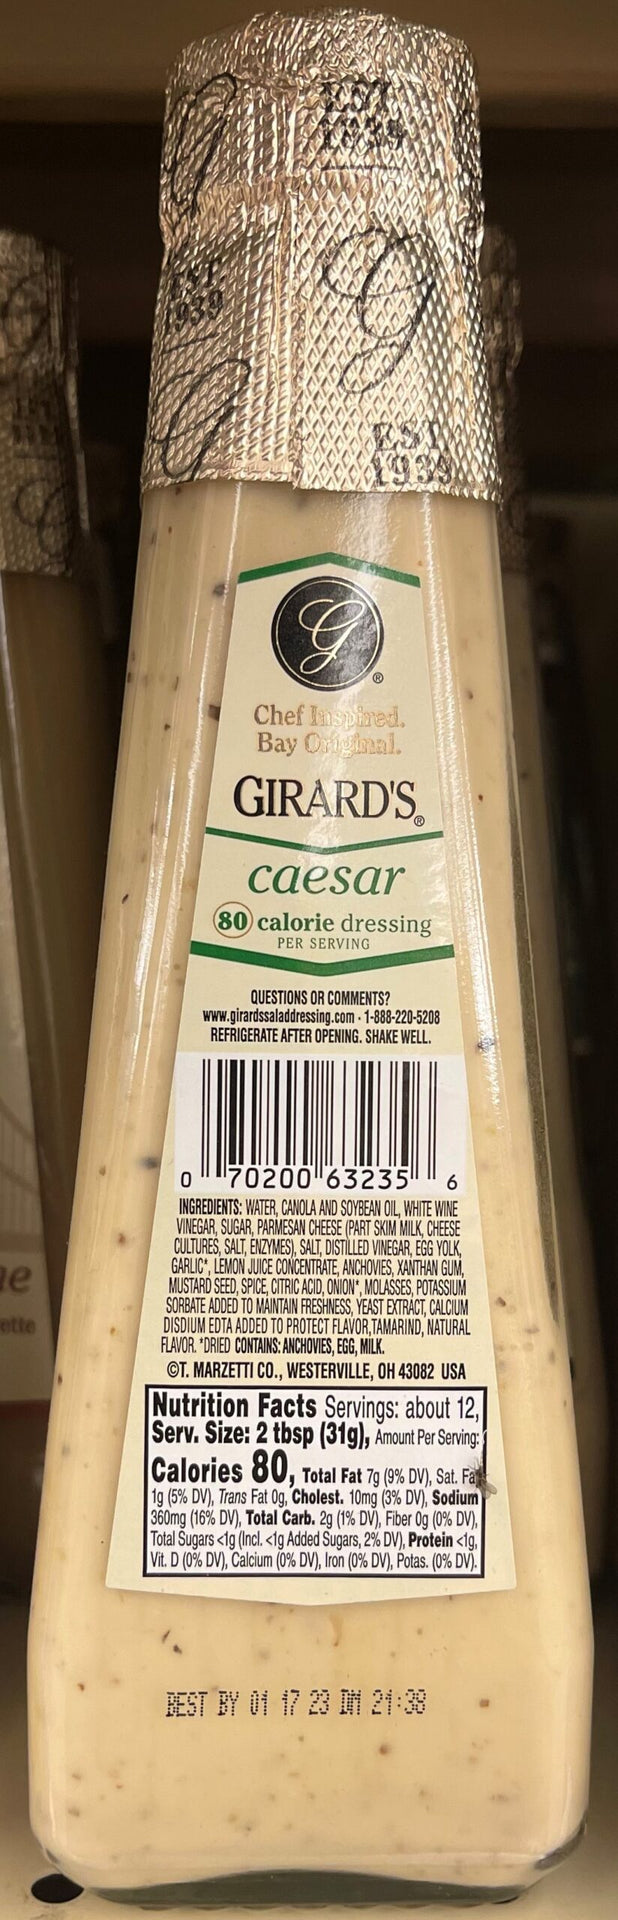 EST
1939
G
EST
1939
G
G
EST
1939
G
®
Chef Inspired.
Bay Original.
GIRARD'S®
caesar
80 calorie dressing
PER SERVING
QUESTIONS OR COMMENTS?
www.girardssaladdressing.com · 1-888-220-5208
REFRIGERATE AFTER OPENING. SHAKE WELL.
0 70200 63235 6
INGREDIENTS: WATER, CANOLA AND SOYBEAN OIL, WHITE WINE
VINEGAR, SUGAR, PARMESAN CHEESE (PART SKIM MILK, CHEESE
CULTURES, SALT, ENZYMES), SALT, DISTILLED VINEGAR, EGG YOLK,
GARLIC*, LEMON JUICE CONCENTRATE, ANCHOVIES, XANTHAN GUM,
MUSTARD SEED, SPICE, CITRIC ACID, ONION*, MOLASSES, POTASSIUM
SORBATE ADDED TO MAINTAIN FRESHNESS, YEAST EXTRACT, CALCIUM
DISDIUM EDTA ADDED TO PROTECT FLAVOR,TAMARIND, NATURAL
FLAVOR. *DRIED CONTAINS: ANCHOVIES, EGG, MILK.
©T. MARZETTI CO., WESTERVILLE, OH 43082 USA
Nutrition Facts Servings: about 12,
Serv. Size: 2 tbsp (31g), Amount Per Serving:
Calories 80, Total Fat 7g (9% DV), Sat. Fat
1g (5% DV), Trans Fat 0g, Cholest. 10mg (3% DV), Sodium
360mg (16% DV), Total Carb. 2g (1% DV), Fiber 0g (0% DV),
Total Sugars <1g (Incl. <1g Added Sugars, 2% DV), Protein <1g,
Vit. D (0% DV), Calcium (0% DV), Iron (0% DV), Potas. (0% DV).
BEST BY 01 17 23 DM 21:38